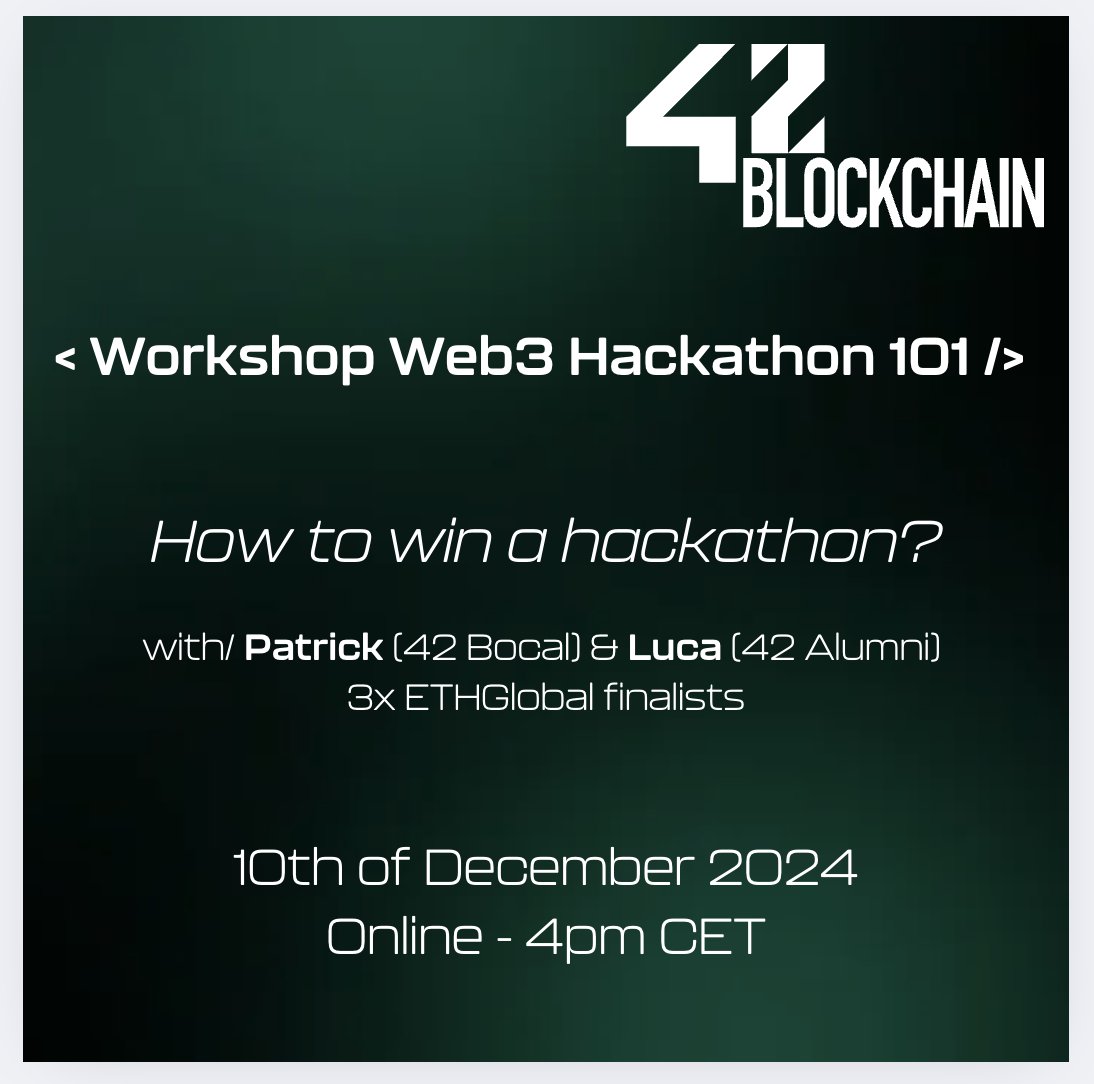 42
BLOCKCHAIN
< Workshop Web3 Hackathon 101 />
How to win a hackathon?
with/ Patrick (42 Bocal) & Luca (42 Alumni)
3x ETHGlobal finalists
10th of December 2024
Online - 4pm CET